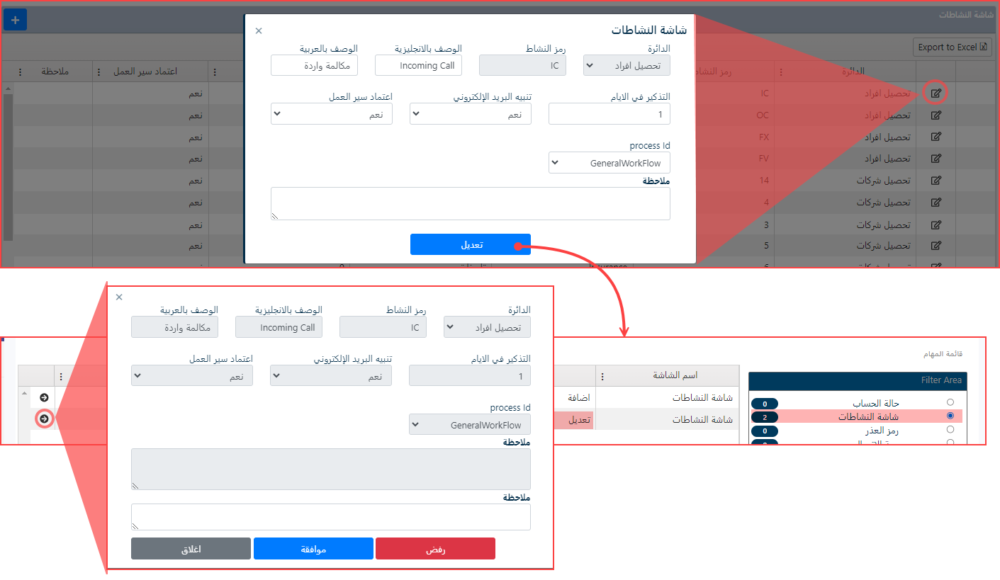 شاشة النشاطات
+
Export to Excel
الدائرة
رمز النشاط
اعتماد سير العمل
ملاحظة
تحصيل افراد IC نعم
تحصيل افراد OC نعم
تحصيل افراد FX نعم
تحصيل افراد FV نعم
تحصيل شركات 14 نعم
تحصيل شركات 4 نعم
تحصيل شركات 3 نعم
تحصيل شركات 5 نعم
شاشة النشاطات
×
الدائرة رمز النشاط الوصف بالانجليزية الوصف بالعربية
تحصيل افراد IC Incoming Call مكالمة واردة
التذكير في الايام تنبيه البريد الإلكتروني اعتماد سير العمل
1 نعم نعم
process Id
GeneralWorkFlow
ملاحظة
تعديل
قائمة المهام
Filter Area
حالة الحساب 0
شاشة النشاطات 2
رمز العذر 0
اسم الشاشة
شاشة النشاطات اضافة
شاشة النشاطات تعديل
×
الدائرة رمز النشاط الوصف بالانجليزية الوصف بالعربية
تحصيل افراد IC Incoming Call مكالمة واردة
التذكير في الايام تنبيه البريد الإلكتروني اعتماد سير العمل
1 نعم نعم
process Id
GeneralWorkFlow
ملاحظة
ملاحظة
رفض موافقة اغلاق